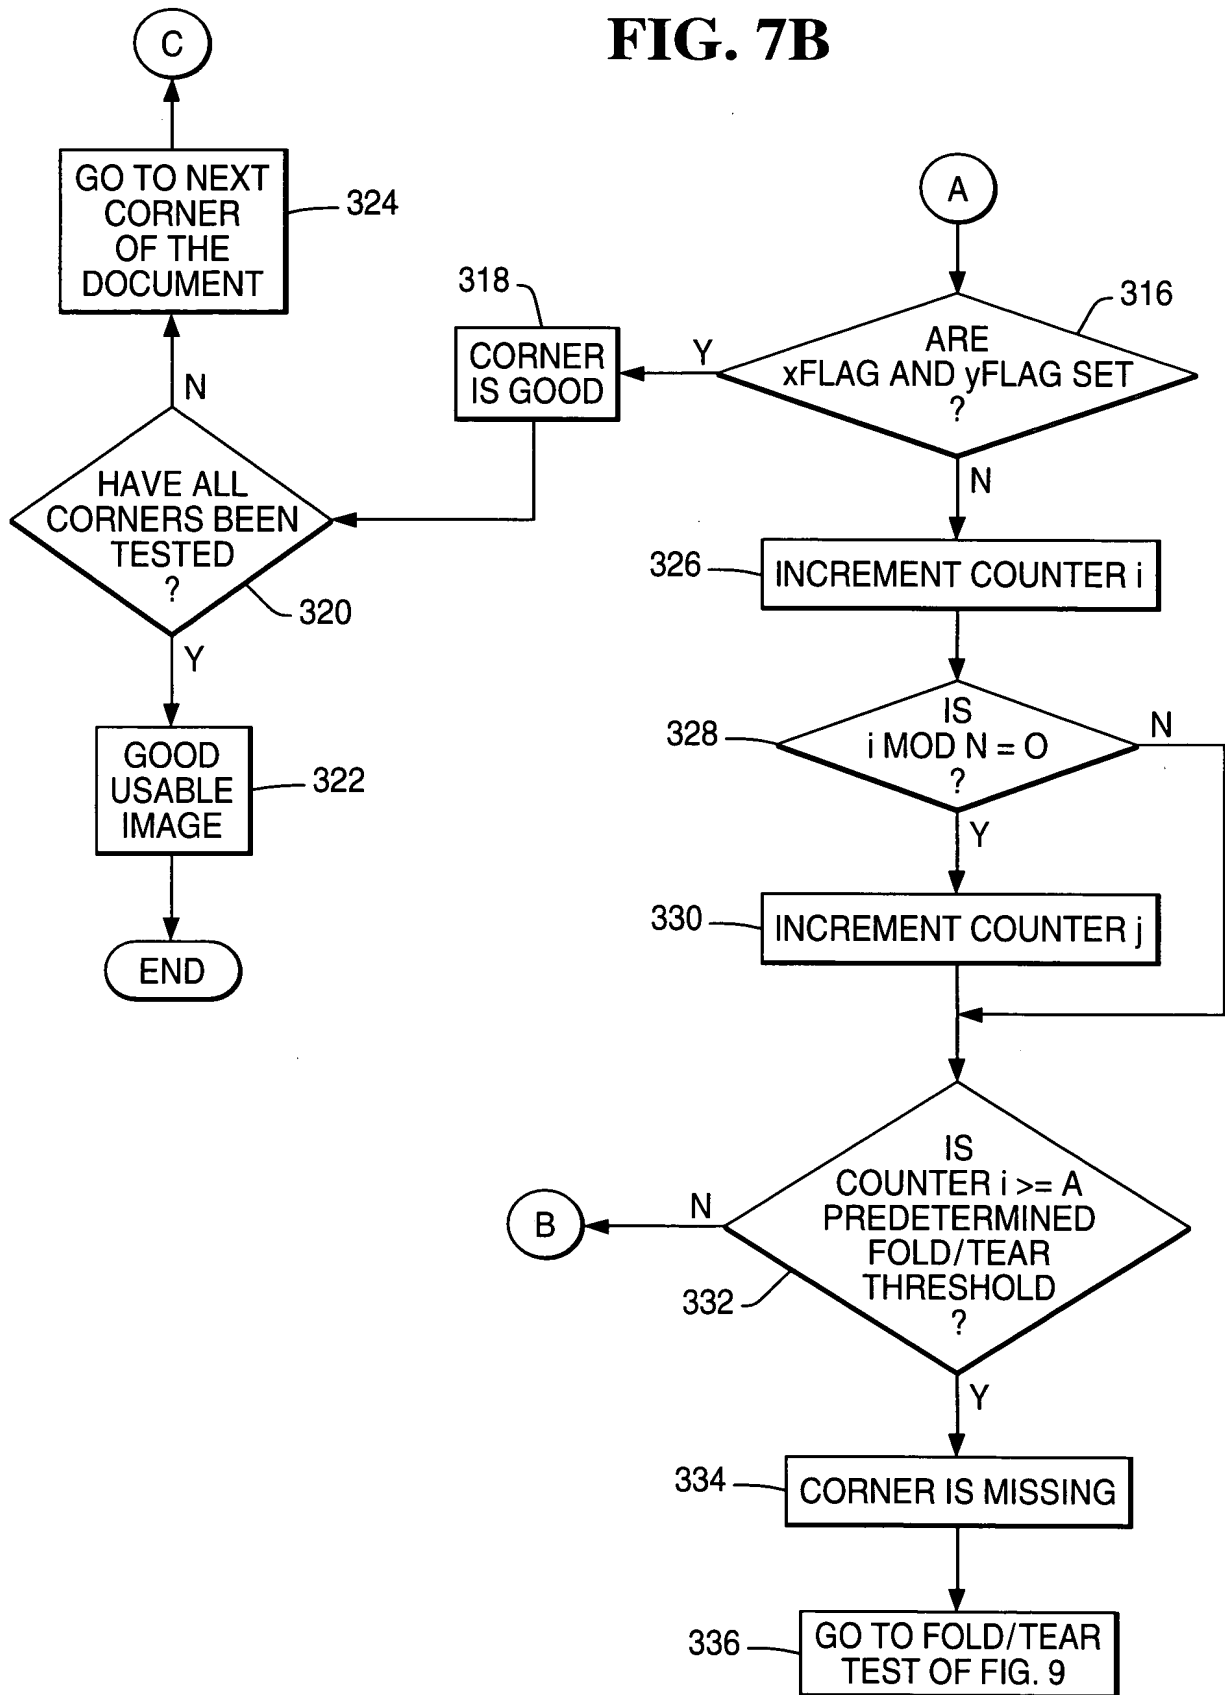 FIG. 7B
C
GO TO NEXT
CORNER
OF THE
DOCUMENT
324
N
HAVE ALL
CORNERS BEEN
TESTED
?
320
Y
GOOD
USABLE
IMAGE
322
END
A
316
ARE
xFLAG AND yFLAG SET
?
Y
318
CORNER
IS GOOD
N
326
INCREMENT COUNTER i
328
IS
i MOD N = O
?
N
Y
330
INCREMENT COUNTER j
IS
COUNTER i >= A
PREDETERMINED
FOLD/TEAR
THRESHOLD
?
332
N
B
Y
334
CORNER IS MISSING
336
GO TO FOLD/TEAR
TEST OF FIG. 9